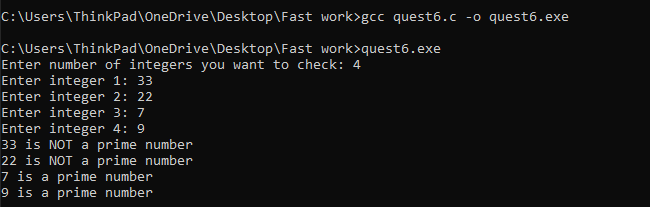 C:\Users\ThinkPad\OneDrive\Desktop\Fast work>gcc quest6.c -o quest6.exe
C:\Users\ThinkPad\OneDrive\Desktop\Fast work>quest6.exe
Enter number of integers you want to check: 4
Enter integer 1: 33
Enter integer 2: 22
Enter integer 3: 7
Enter integer 4: 9
33 is NOT a prime number
22 is NOT a prime number
7 is a prime number
9 is a prime number